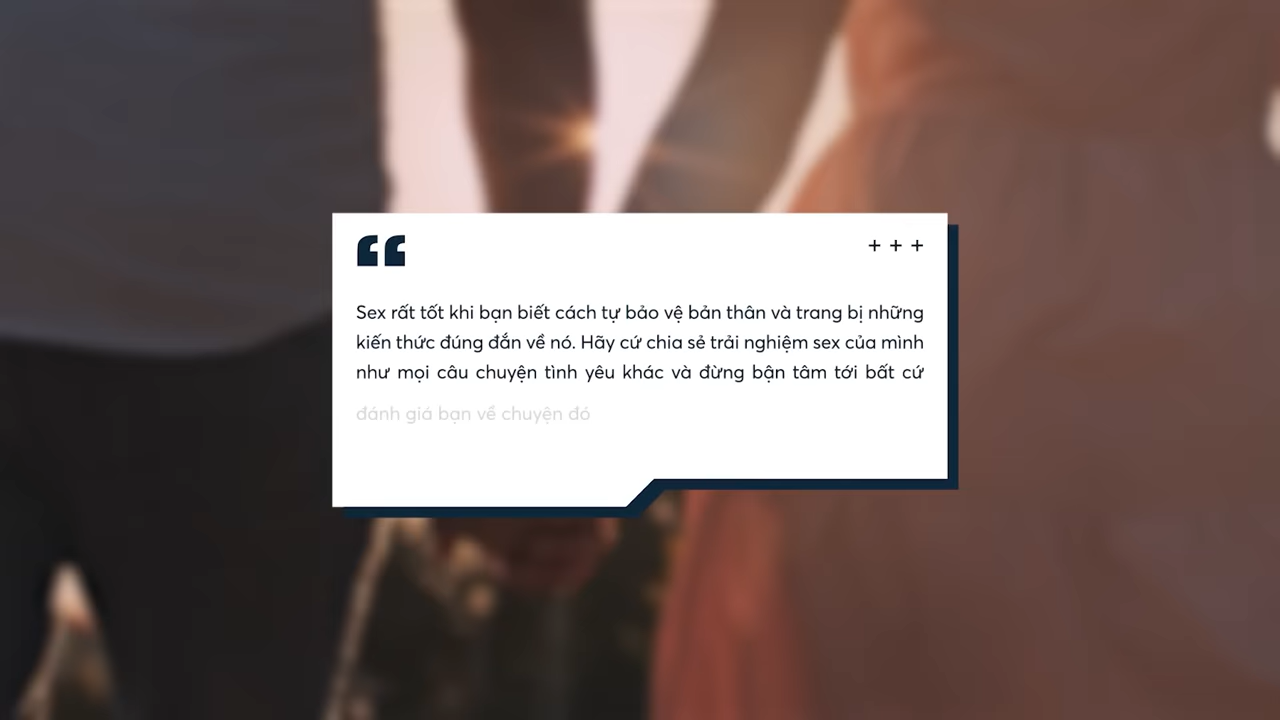 “
+ + +
Sex rất tốt khi bạn biết cách tự bảo vệ bản thân và trang bị những
kiến thức đúng đắn về nó. Hãy cứ chia sẻ trải nghiệm sex của mình
như mọi câu chuyện tình yêu khác và đừng bận tâm tới bất cứ
đánh giá bạn về chuyện đó